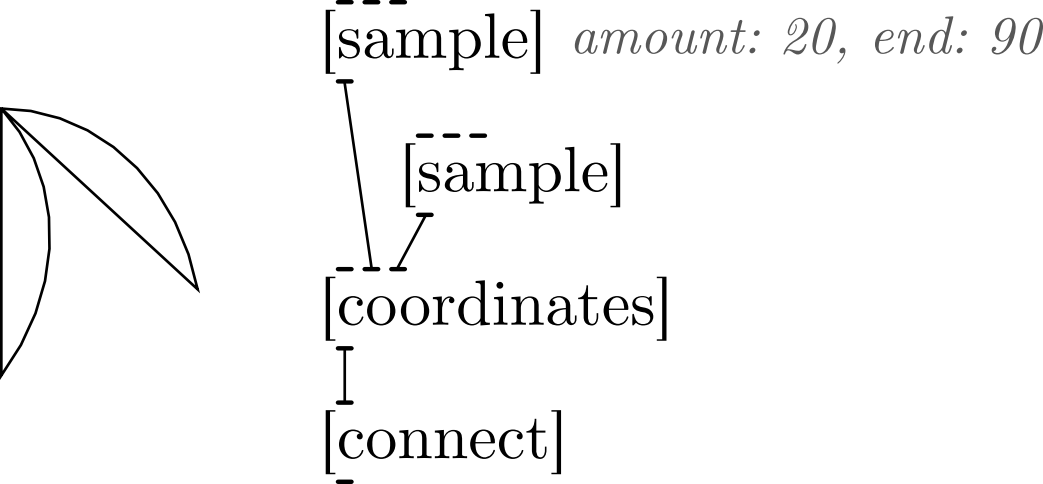 [sample] amount: 20, end: 90
[sample]
[coordinates]
[connect]